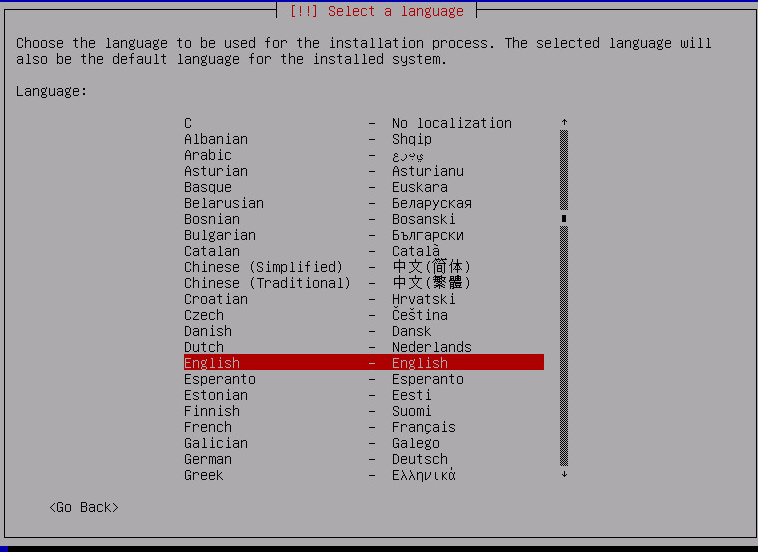 [!!] Select a language
Choose the language to be used for the installation process. The selected language will
also be the default language for the installed system.
Language:
C - No localization ↑
Albanian - Shqip
Arabic - عربي
Asturian - Asturianu
Basque - Euskara
Belarusian - Беларуская
Bosnian - Bosanski
Bulgarian - Български
Catalan - Català
Chinese (Simplified) - 中文(简体)
Chinese (Traditional) - 中文(繁體)
Croatian - Hrvatski
Czech - Čeština
Danish - Dansk
Dutch - Nederlands
English - English
Esperanto - Esperanto
Estonian - Eesti
Finnish - Suomi
French - Français
Galician - Galego
German - Deutsch
Greek - Ελληνικά ↓
<Go Back>